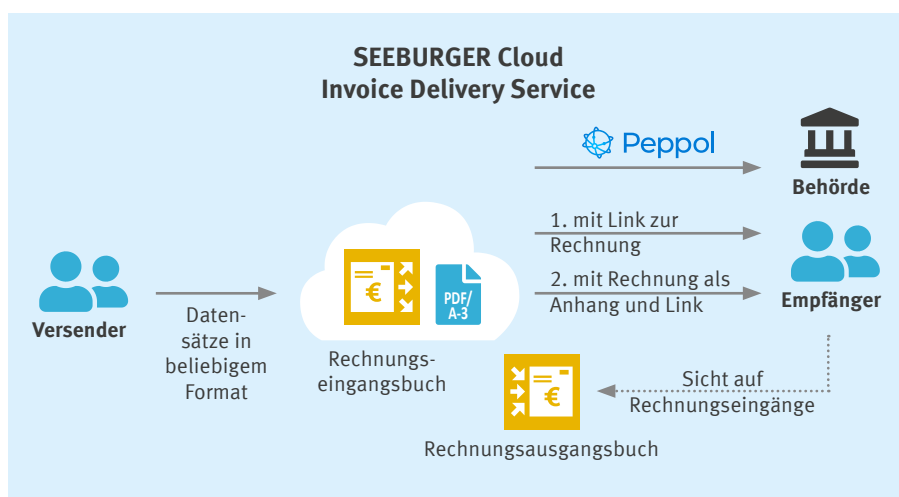 SEEBURGER Cloud
Invoice Delivery Service
Peppol
Behörde
1. mit Link zur
Rechnung
2. mit Rechnung als
Anhang und Link
Empfänger
Versender
Daten-
sätze in
beliebigem
Format
€
PDF/
A-3
Rechnungs-
eingangsbuch
Sicht auf
Rechnungseingänge
€
Rechnungsausgangsbuch